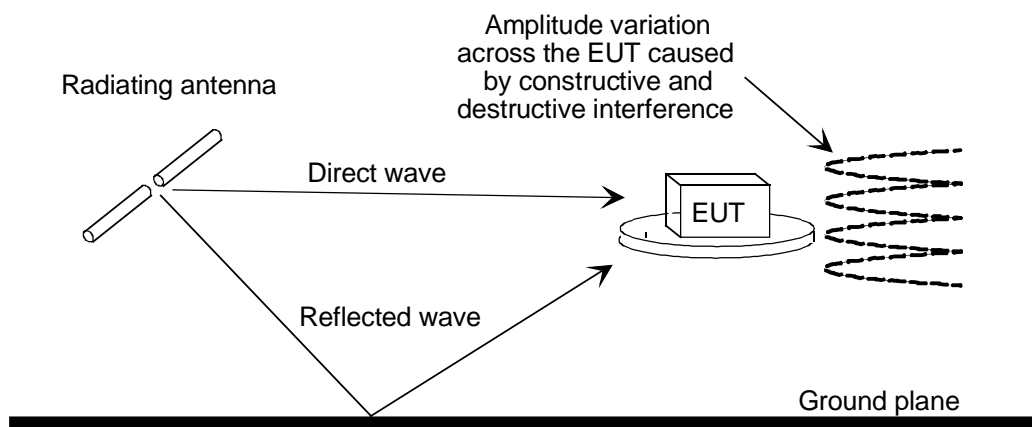 Amplitude variation
across the EUT caused
by constructive and
destructive interference
Radiating antenna
Direct wave
EUT
Reflected wave
Ground plane